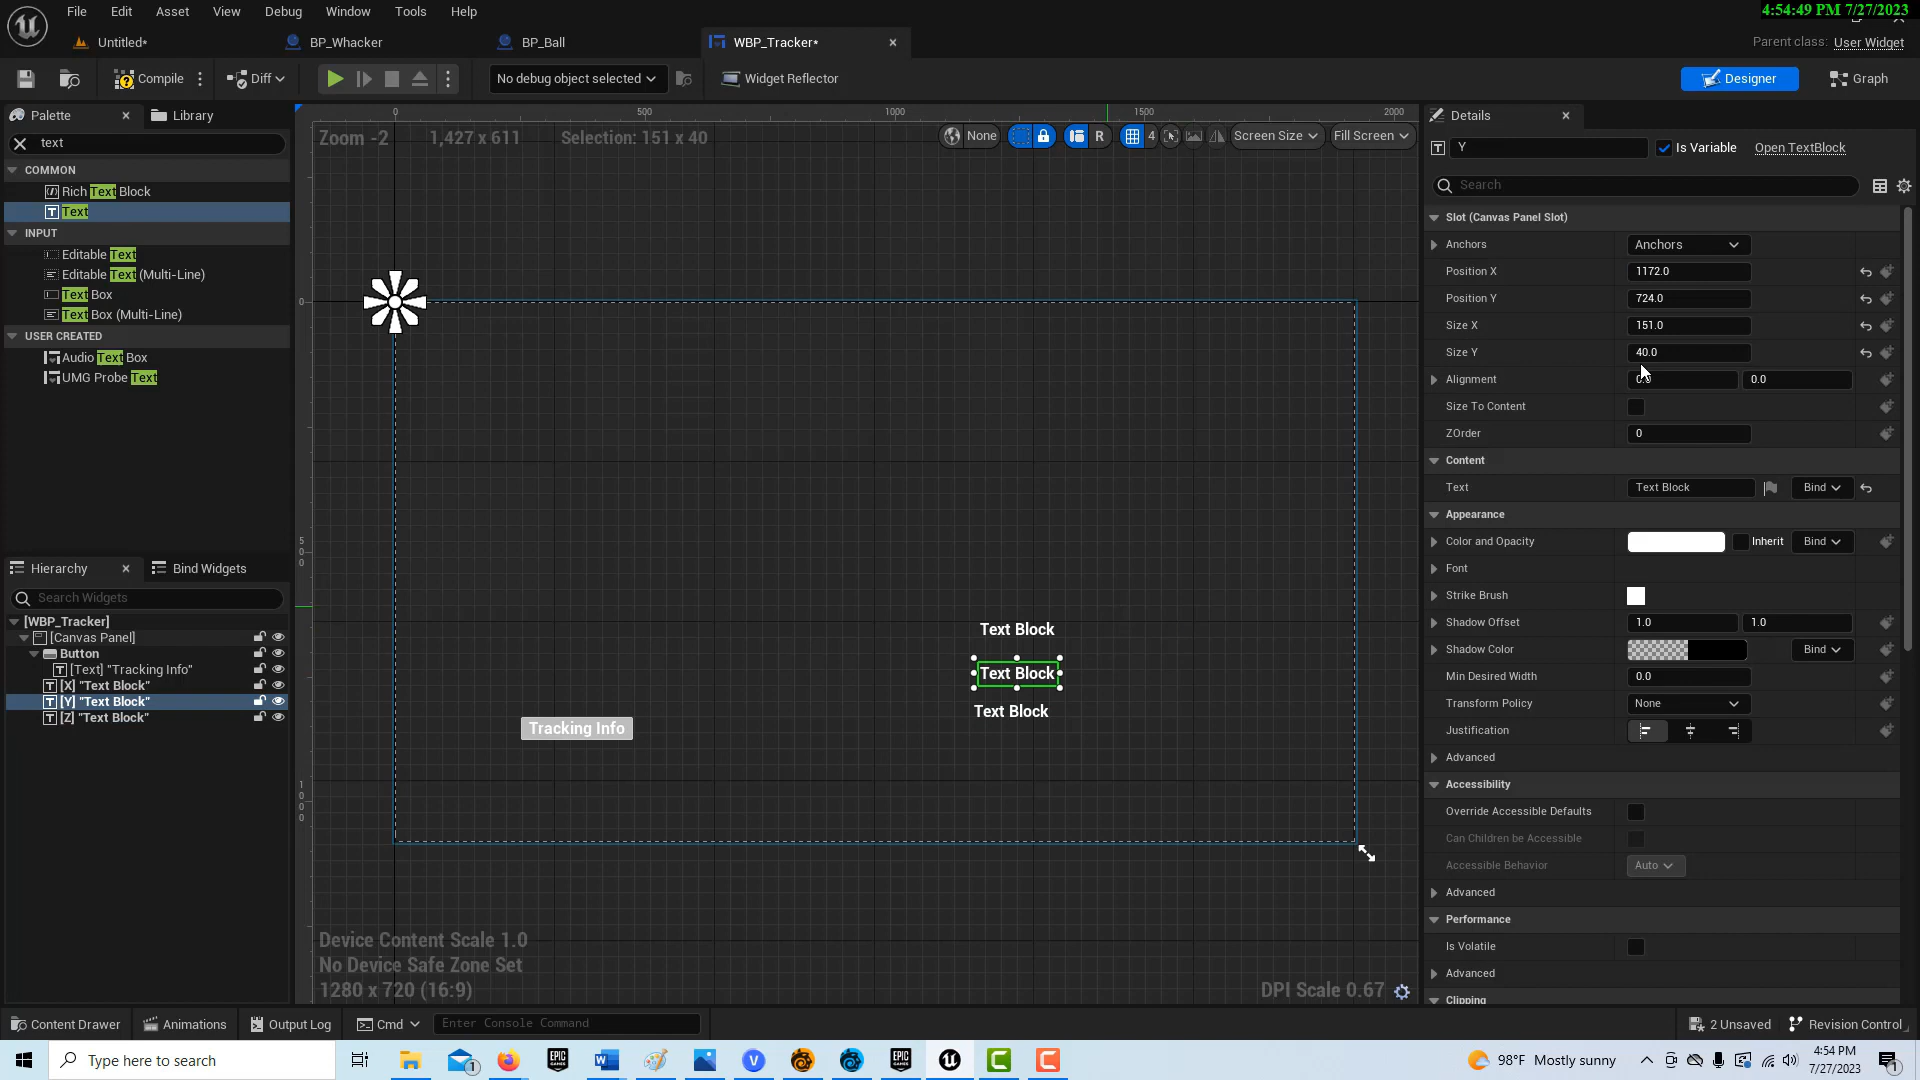 4:54:49 PM 7/27/2023
File Edit Asset View Debug Window Tools Help
Untitled* BP_Whacker BP_Ball WBP_Tracker* Parent class: User Widget
Compile Diff No debug object selected Widget Reflector Designer Graph
Palette Library
text
COMMON
Rich Text Block
Text
INPUT
Editable Text
Editable Text (Multi-Line)
Text Box
Text Box (Multi-Line)
USER CREATED
Audio Text Box
UMG Probe Text
Hierarchy Bind Widgets
Search Widgets
[WBP_Tracker]
[Canvas Panel]
Button
[Text] "Tracking Info"
[X] "Text Block"
[Y] "Text Block"
[Z] "Text Block"
0 500 1000 1500 2000
Zoom -2 1,427 x 611 Selection: 151 x 40 None R 4 Screen Size Fill Screen
0
500
1000
Text Block
Text Block
Text Block
Tracking Info
Device Content Scale 1.0
No Device Safe Zone Set
1280 x 720 (16:9) DPI Scale 0.67
Details
Y Is Variable Open TextBlock
Search
Slot (Canvas Panel Slot)
Anchors Anchors
Position X 1172.0
Position Y 724.0
Size X 151.0
Size Y 40.0
Alignment 0.0 0.0
Size To Content
ZOrder 0
Content
Text Text Block Bind
Appearance
Color and Opacity Inherit Bind
Font
Strike Brush
Shadow Offset 1.0 1.0
Shadow Color Bind
Min Desired Width 0.0
Transform Policy None
Justification
Advanced
Accessibility
Override Accessible Defaults
Can Children be Accessible
Accessible Behavior Auto
Advanced
Performance
Is Volatile
Advanced
Clipping
Content Drawer Animations Output Log Cmd Enter Console Command 2 Unsaved Revision Control
Type here to search 98°F Mostly sunny 4:54 PM
7/27/2023